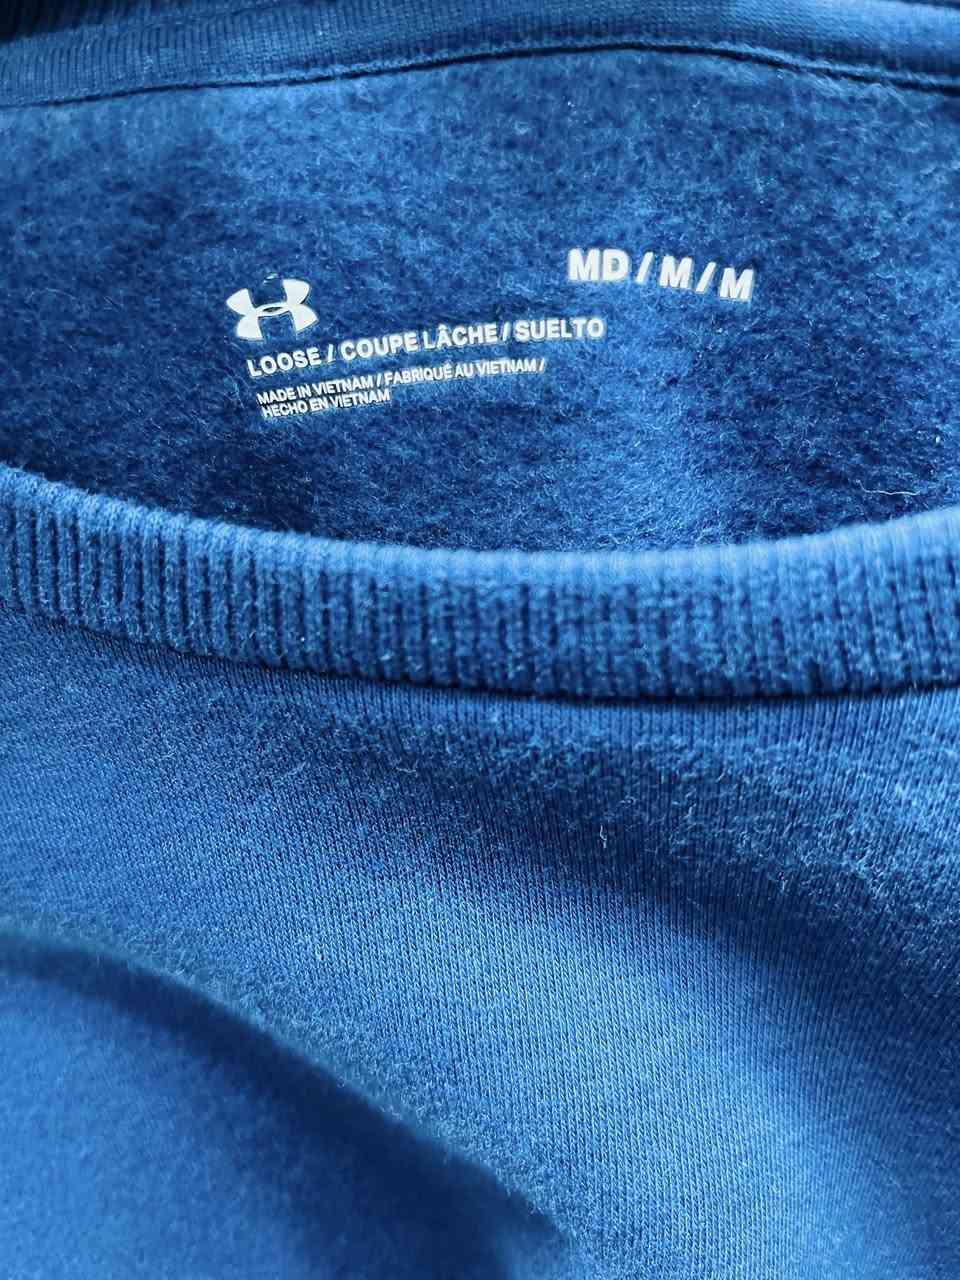 MD / M / M
LOOSE / COUPE LÂCHE / SUELTO
MADE IN VIETNAM / FABRIQUÉ AU VIETNAM /
HECHO EN VIETNAM